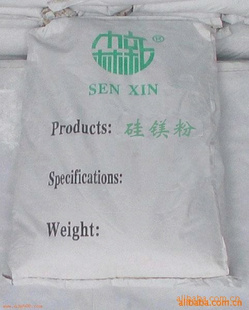 ®
SEN XIN
Products: 硅镁粉
Specifications:
Weight:
alibaba.com.cn